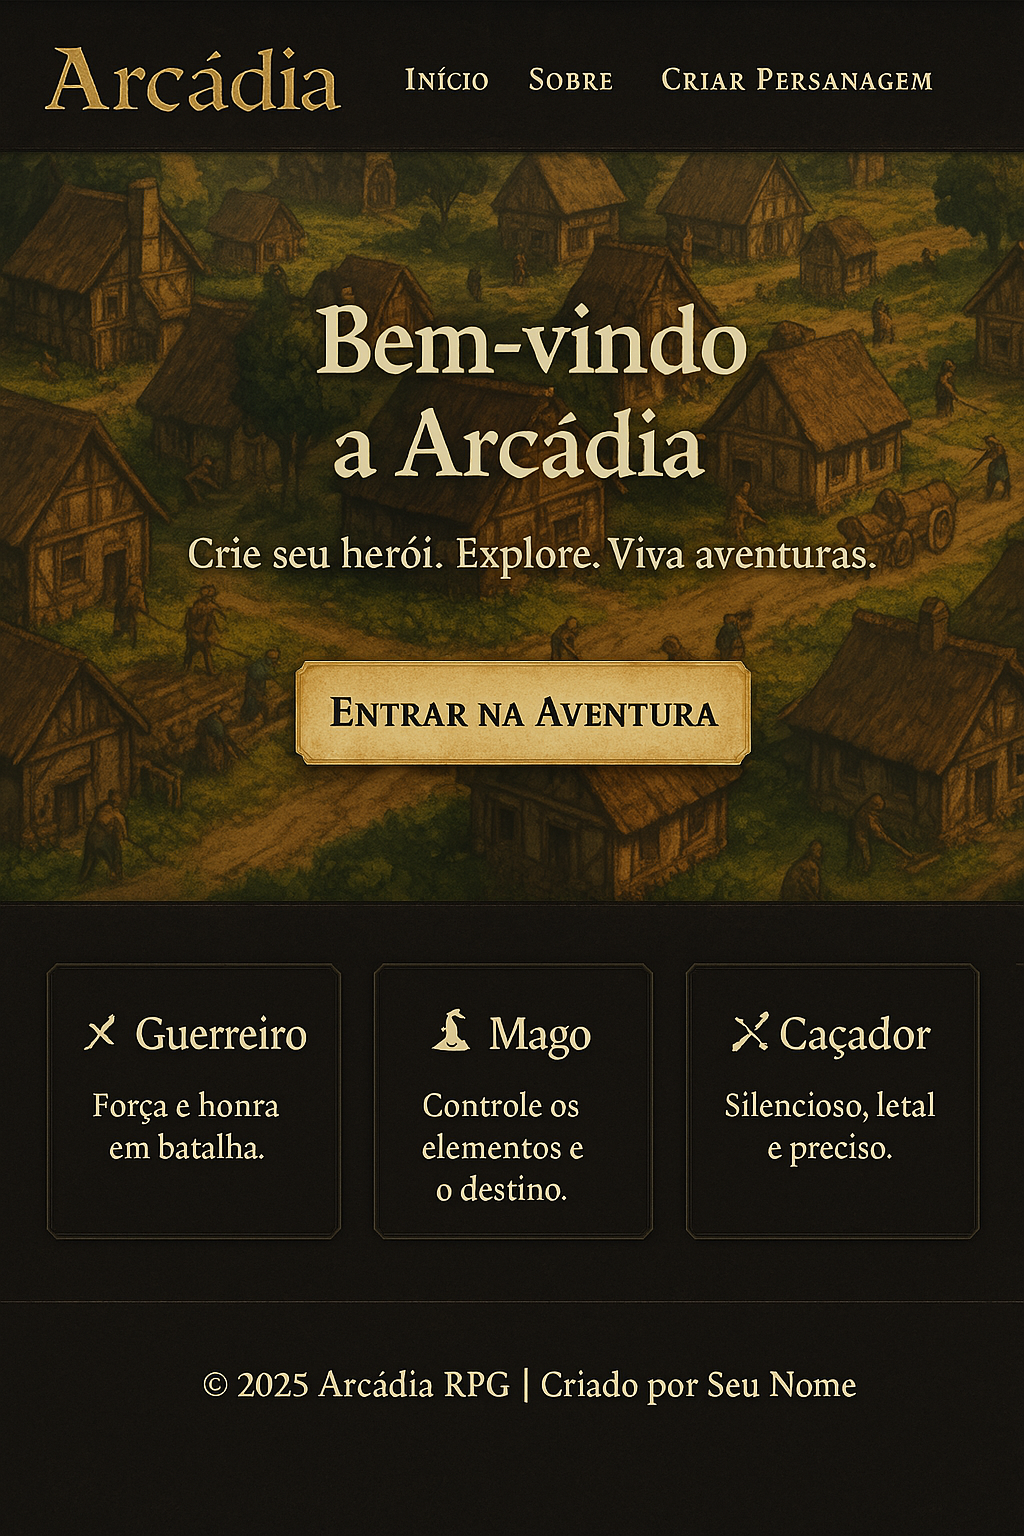 Arcádia
Início Sobre Criar Persanagem
Bem-vindo
a Arcádia
Crie seu herói. Explore. Viva aventuras.
Entrar na Aventura
Guerreiro
Força e honra
em batalha.
Mago
Controle os
elementos e
o destino.
Caçador
Silencioso, letal
e preciso.
© 2025 Arcádia RPG | Criado por Seu Nome